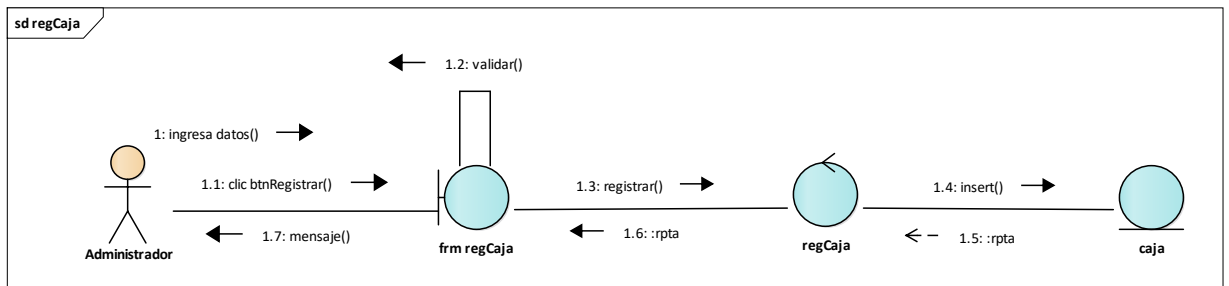 sd regCaja
1.2: validar()
1: ingresa datos()
1.1: clic btnRegistrar()
1.3: registrar()
1.4: insert()
1.7: mensaje()
1.6: :rpta
1.5: :rpta
Administrador
frm regCaja
regCaja
caja